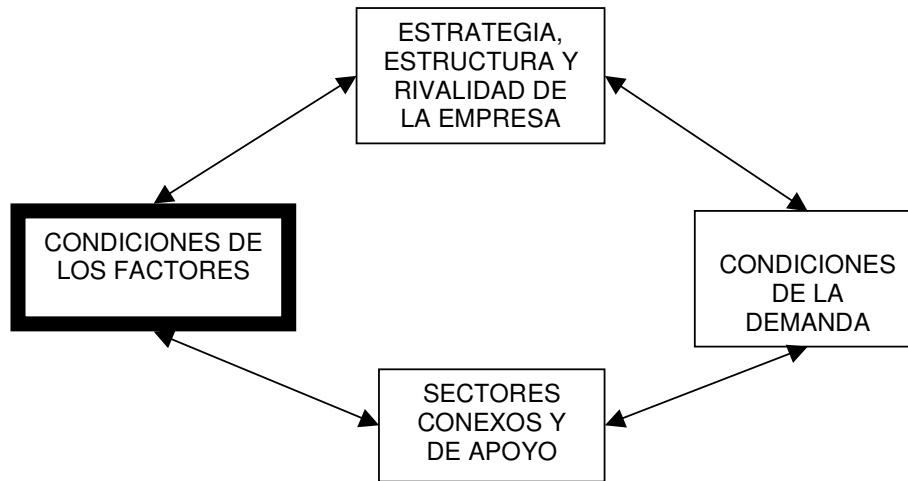 ESTRATEGIA,
ESTRUCTURA Y
RIVALIDAD DE
LA EMPRESA
CONDICIONES DE
LOS FACTORES
CONDICIONES
DE LA
DEMANDA
SECTORES
CONEXOS Y
DE APOYO